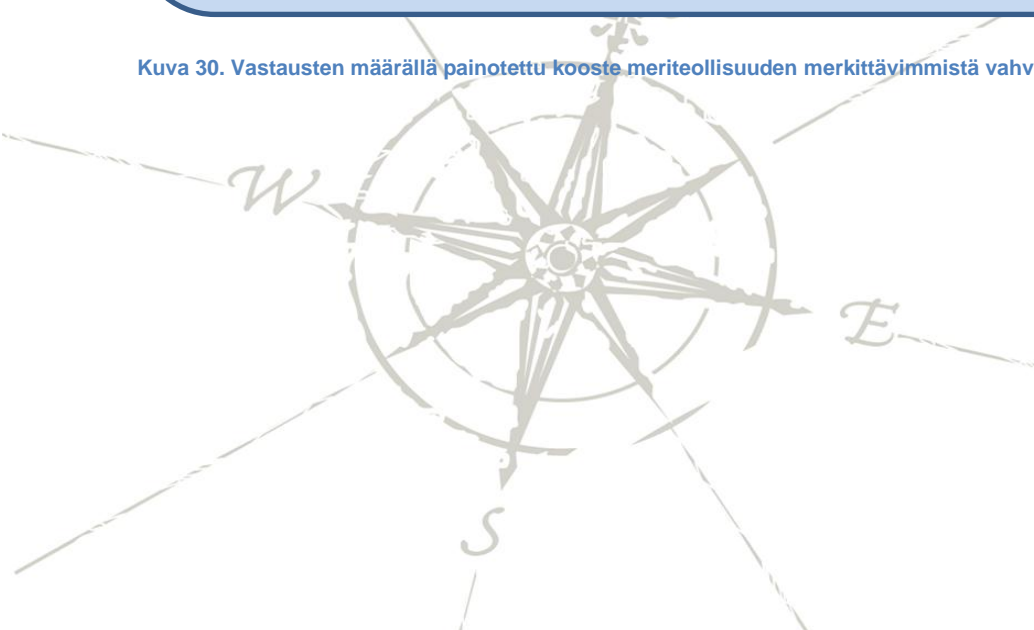 Kuva 30. Vastausten määrällä painotettu kooste meriteollisuuden merkittävimmistä vahv
W
E
S